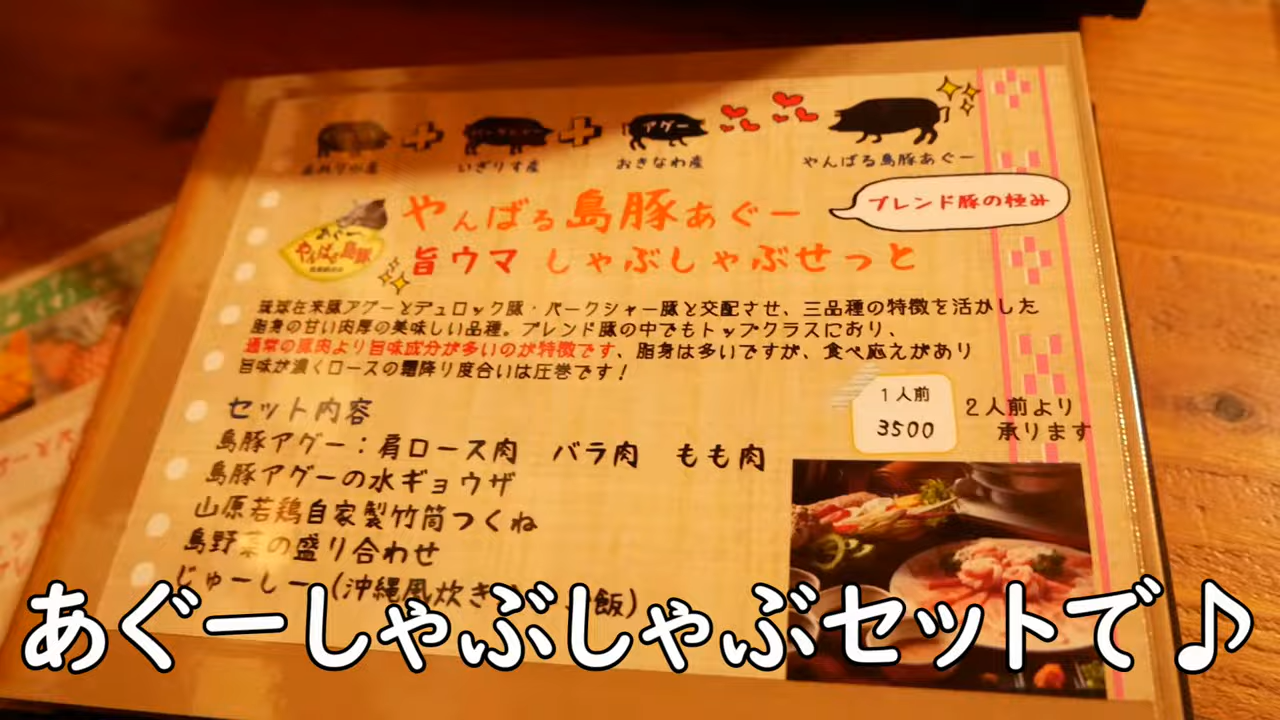 アグー
いぎりす産
おきなわ産
やんばる島豚あぐー
やんばる島豚あぐー
ブレンド豚の極み
あぐー
やんばる島豚
旨ウマ しゃぶしゃぶせっと
琉球在来豚アグーとデュロック豚・バークシャー豚と交配させ、三品種の特徴を活かした
脂身の甘い肉厚の美味しい品種。ブレンド豚の中でもトップクラスにおり、
通常の豚肉より旨味成分が多いのが特徴です、脂身は多いですが、食べ応えがあり
旨味が濃くロースの霜降り度合いは圧巻です！
1人前
3500
2人前より
承ります
セット内容
島豚アグー：肩ロース肉 バラ肉 もも肉
島豚アグーの水ギョウザ
山原若鶏自家製竹筒つくね
島野菜の盛り合わせ
じゅーしー（沖縄風炊き 飯）
あぐーしゃぶしゃぶセットで♪